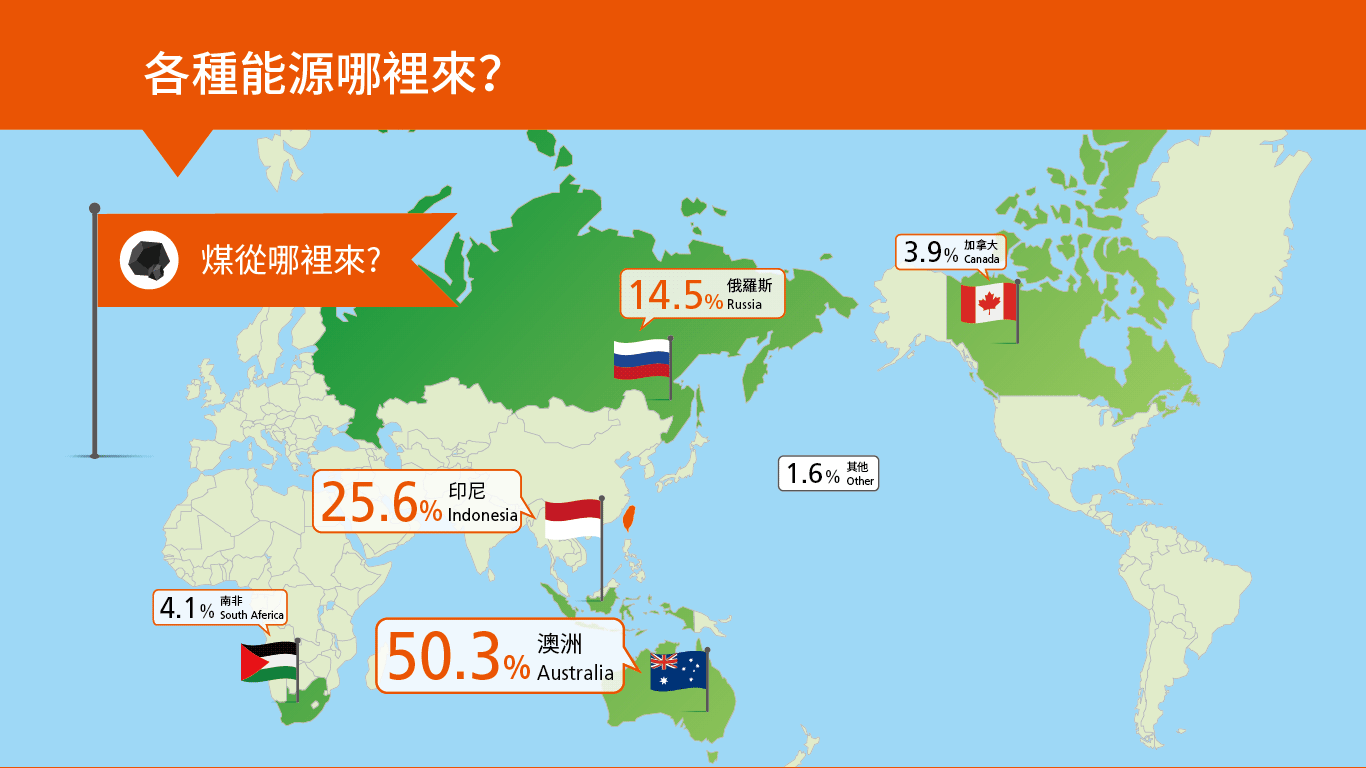 各種能源哪裡來?
煤從哪裡來?
14.5% 俄羅斯
Russia
3.9% 加拿大
Canada
1.6% 其他
Other
25.6% 印尼
Indonesia
4.1% 南非
South Aferica
50.3% 澳洲
Australia